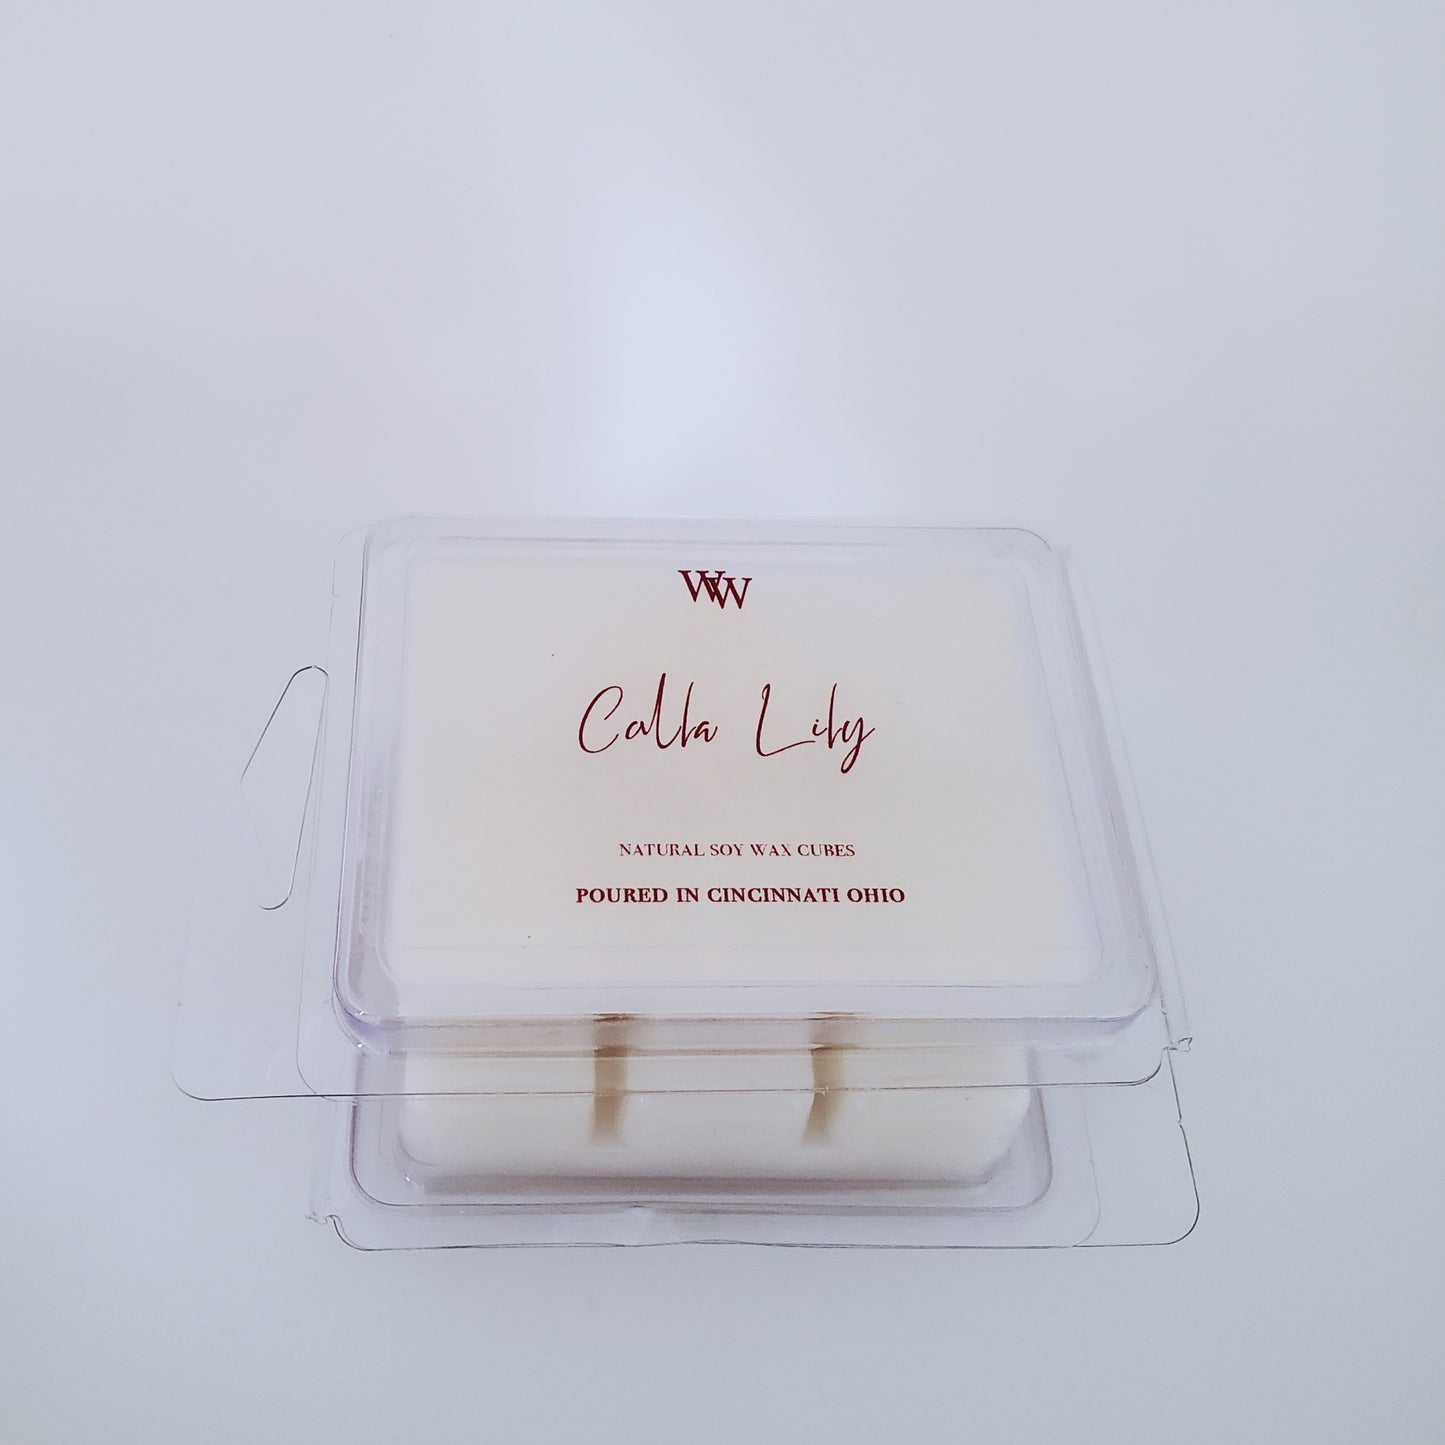 WW
Calla Lily
NATURAL SOY WAX CUBES
POURED IN CINCINNATI OHIO